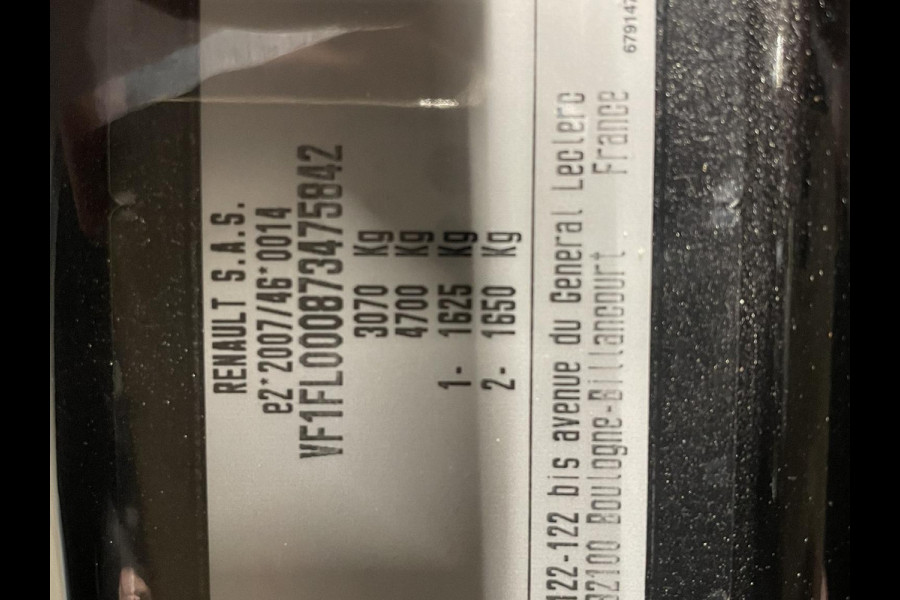 RENAULT S.A.S.
e2*2007/46*0014
VF1FL000873475842
3070 Kg
4700 Kg
1- 1625 Kg
2- 1650 Kg
122-122 bis avenue du General Leclerc
92100 Boulogne-Billancourt France